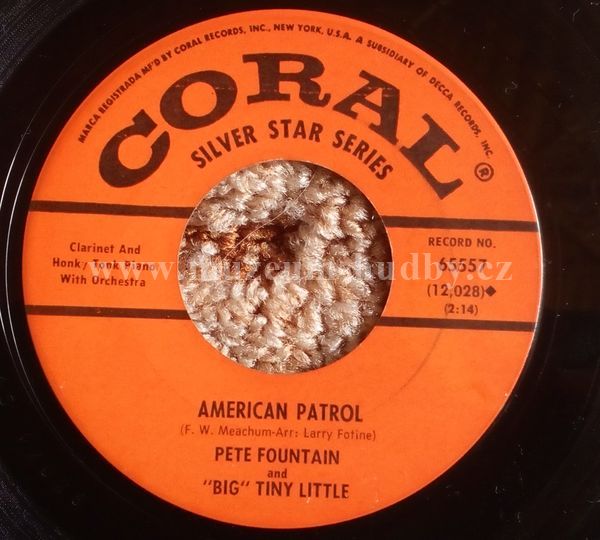 MARCA REGISTRADA MF'D BY CORAL RECORDS, INC., NEW YORK, U.S.A. A SUBSIDIARY OF DECCA RECORDS, INC.
CORAL®
SILVER STAR SERIES
Clarinet And
Honky Tonk Piano
With Orchestra
RECORD NO.
65557
(12,028)◆
(2:14)
www.muzeumhudby.cz
AMERICAN PATROL
(F. W. Meacham-Arr: Larry Fotine)
PETE FOUNTAIN
and
"BIG" TINY LITTLE